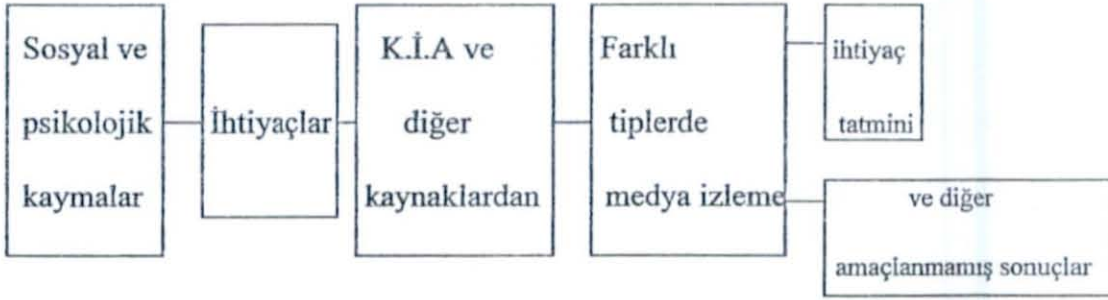 Sosyal ve
psikolojik
kaymalar
İhtiyaçlar
K.İ.A ve
diğer
kaynaklardan
Farklı
tiplerde
medya izleme
ihtiyaç
tatmini
ve diğer
amaçlanmamış sonuçlar